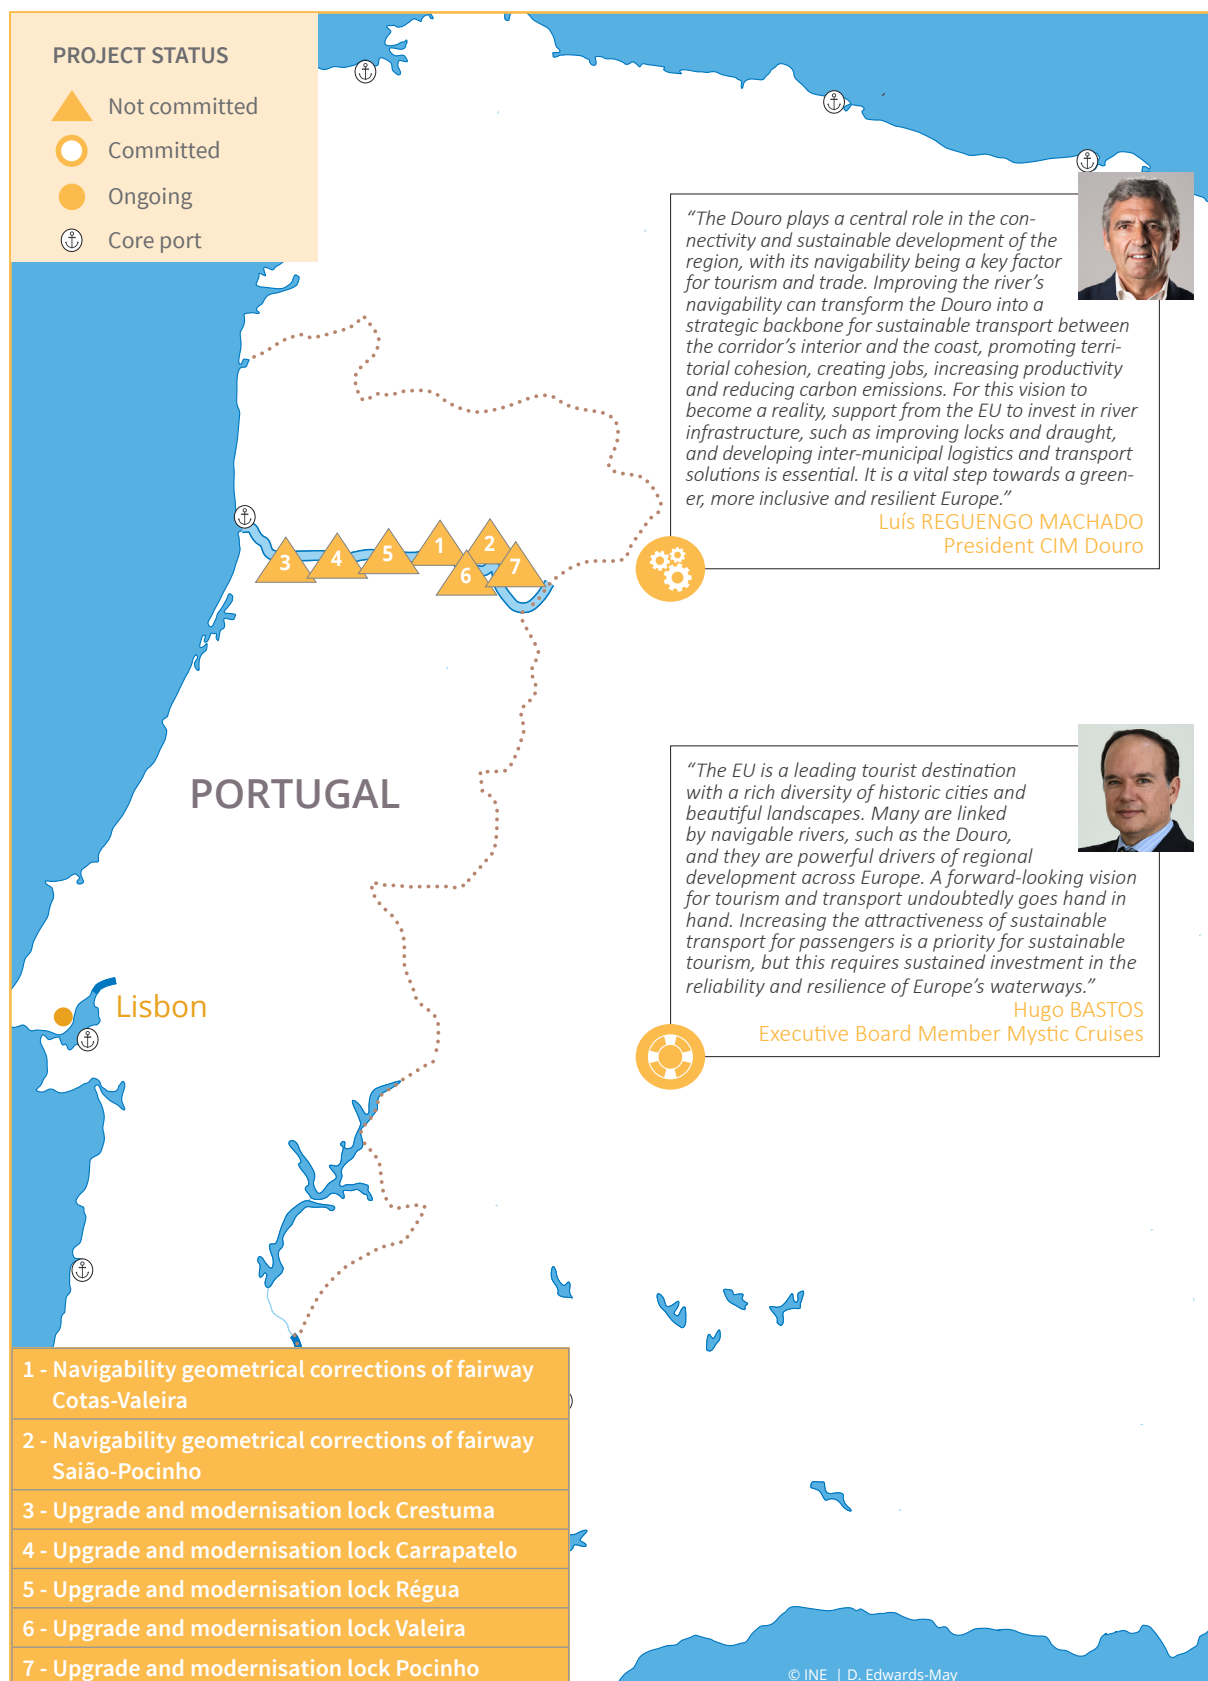 PROJECT STATUS
Not committed
Committed
Ongoing
Core port
“The Douro plays a central role in the con-
nectivity and sustainable development of the
region, with its navigability being a key factor
for tourism and trade. Improving the river’s
navigability can transform the Douro into a
strategic backbone for sustainable transport between
the corridor’s interior and the coast, promoting terri-
torial cohesion, creating jobs, increasing productivity
and reducing carbon emissions. For this vision to
become a reality, support from the EU to invest in river
infrastructure, such as improving locks and draught,
and developing inter-municipal logistics and transport
solutions is essential. It is a vital step towards a green-
er, more inclusive and resilient Europe.”
Luís REGUENGO MACHADO
President CIM Douro
3
4
5
1
2
6
7
PORTUGAL
“The EU is a leading tourist destination
with a rich diversity of historic cities and
beautiful landscapes. Many are linked
by navigable rivers, such as the Douro,
and they are powerful drivers of regional
development across Europe. A forward-looking vision
for tourism and transport undoubtedly goes hand in
hand. Increasing the attractiveness of sustainable
transport for passengers is a priority for sustainable
tourism, but this requires sustained investment in the
reliability and resilience of Europe’s waterways.”
Hugo BASTOS
Executive Board Member Mystic Cruises
Lisbon
1 - Navigability geometrical corrections of fairway
Cotas-Valeira
2 - Navigability geometrical corrections of fairway
Saião-Pocinho
3 - Upgrade and modernisation lock Crestuma
4 - Upgrade and modernisation lock Carrapatelo
5 - Upgrade and modernisation lock Régua
6 - Upgrade and modernisation lock Valeira
7 - Upgrade and modernisation lock Pocinho
© INE | D. Edwards-May